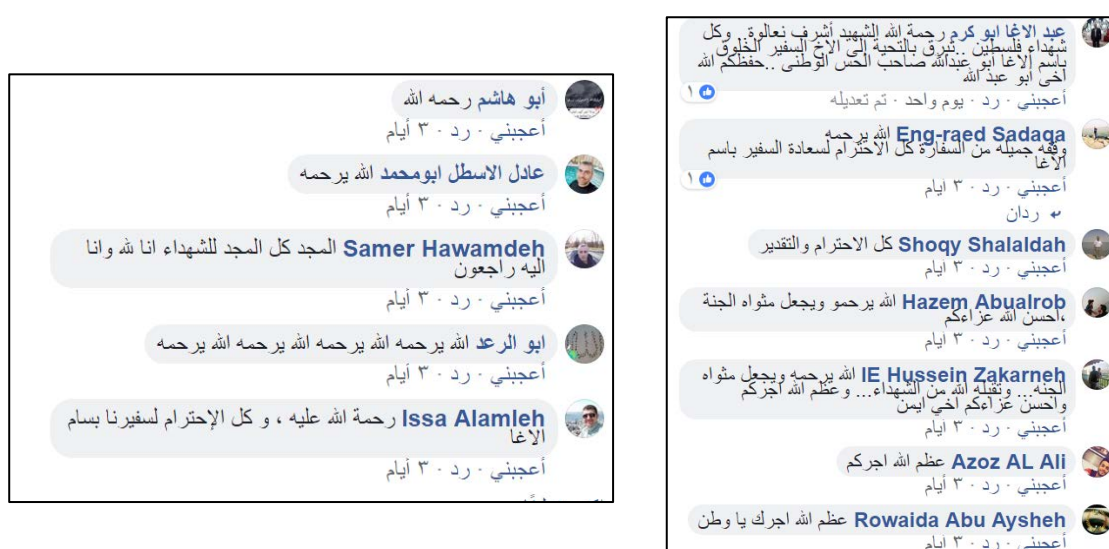 أبو هاشم رحمه الله
أعجبني · رد · ٣ أيام
عادل الاسطل ابومحمد الله يرحمه
أعجبني · رد · ٣ أيام
Samer Hawamdeh المجد كل المجد للشهداء انا لله وانا
اليه راجعون
أعجبني · رد · ٣ أيام
ابو الرعد الله يرحمه الله يرحمه الله يرحمه الله يرحمه
أعجبني · رد · ٣ أيام
Issa Alamleh رحمة الله عليه ، و كل الإحترام لسفيرنا بسام
الاغا
أعجبني · رد · ٣ أيام
عبد الاغا ابو كرم رحمة الله الشهيد أشرف نعالوة.. وكل
شهداء فلسطين ..نبرق بالتحية إلى الاخ السفير الخلوق
باسم الاغا أبو عبدالله صاحب الحس الوطني ..حفظكم الله
اخي أبو عبد الله
١
أعجبني · رد · يوم واحد · تم تعديله
Eng-raed Sadaqa الله يرحمه
وقفه جميله من السفارة كل الاحترام لسعادة السفير باسم
الاغا
١
أعجبني · رد · ٣ أيام
ردان
Shoqy Shalaldah كل الاحترام والتقدير
أعجبني · رد · ٣ أيام
Hazem Abualrob الله يرحمو ويجعل مثواه الجنة
،احسن الله عزاءكم
أعجبني · رد · ٣ أيام
IE Hussein Zakarneh الله يرحمه ويجعل مثواه
الجنه... وتقبله الله من الشهداء... وعظم الله اجركم
واحسن عزاءكم اخي ايمن
أعجبني · رد · ٣ أيام
Azoz AL Ali عظم الله اجركم
أعجبني · رد · ٣ أيام
Rowaida Abu Aysheh عظم الله اجرك يا وطن
أعجبني · رد · ٣ أيام